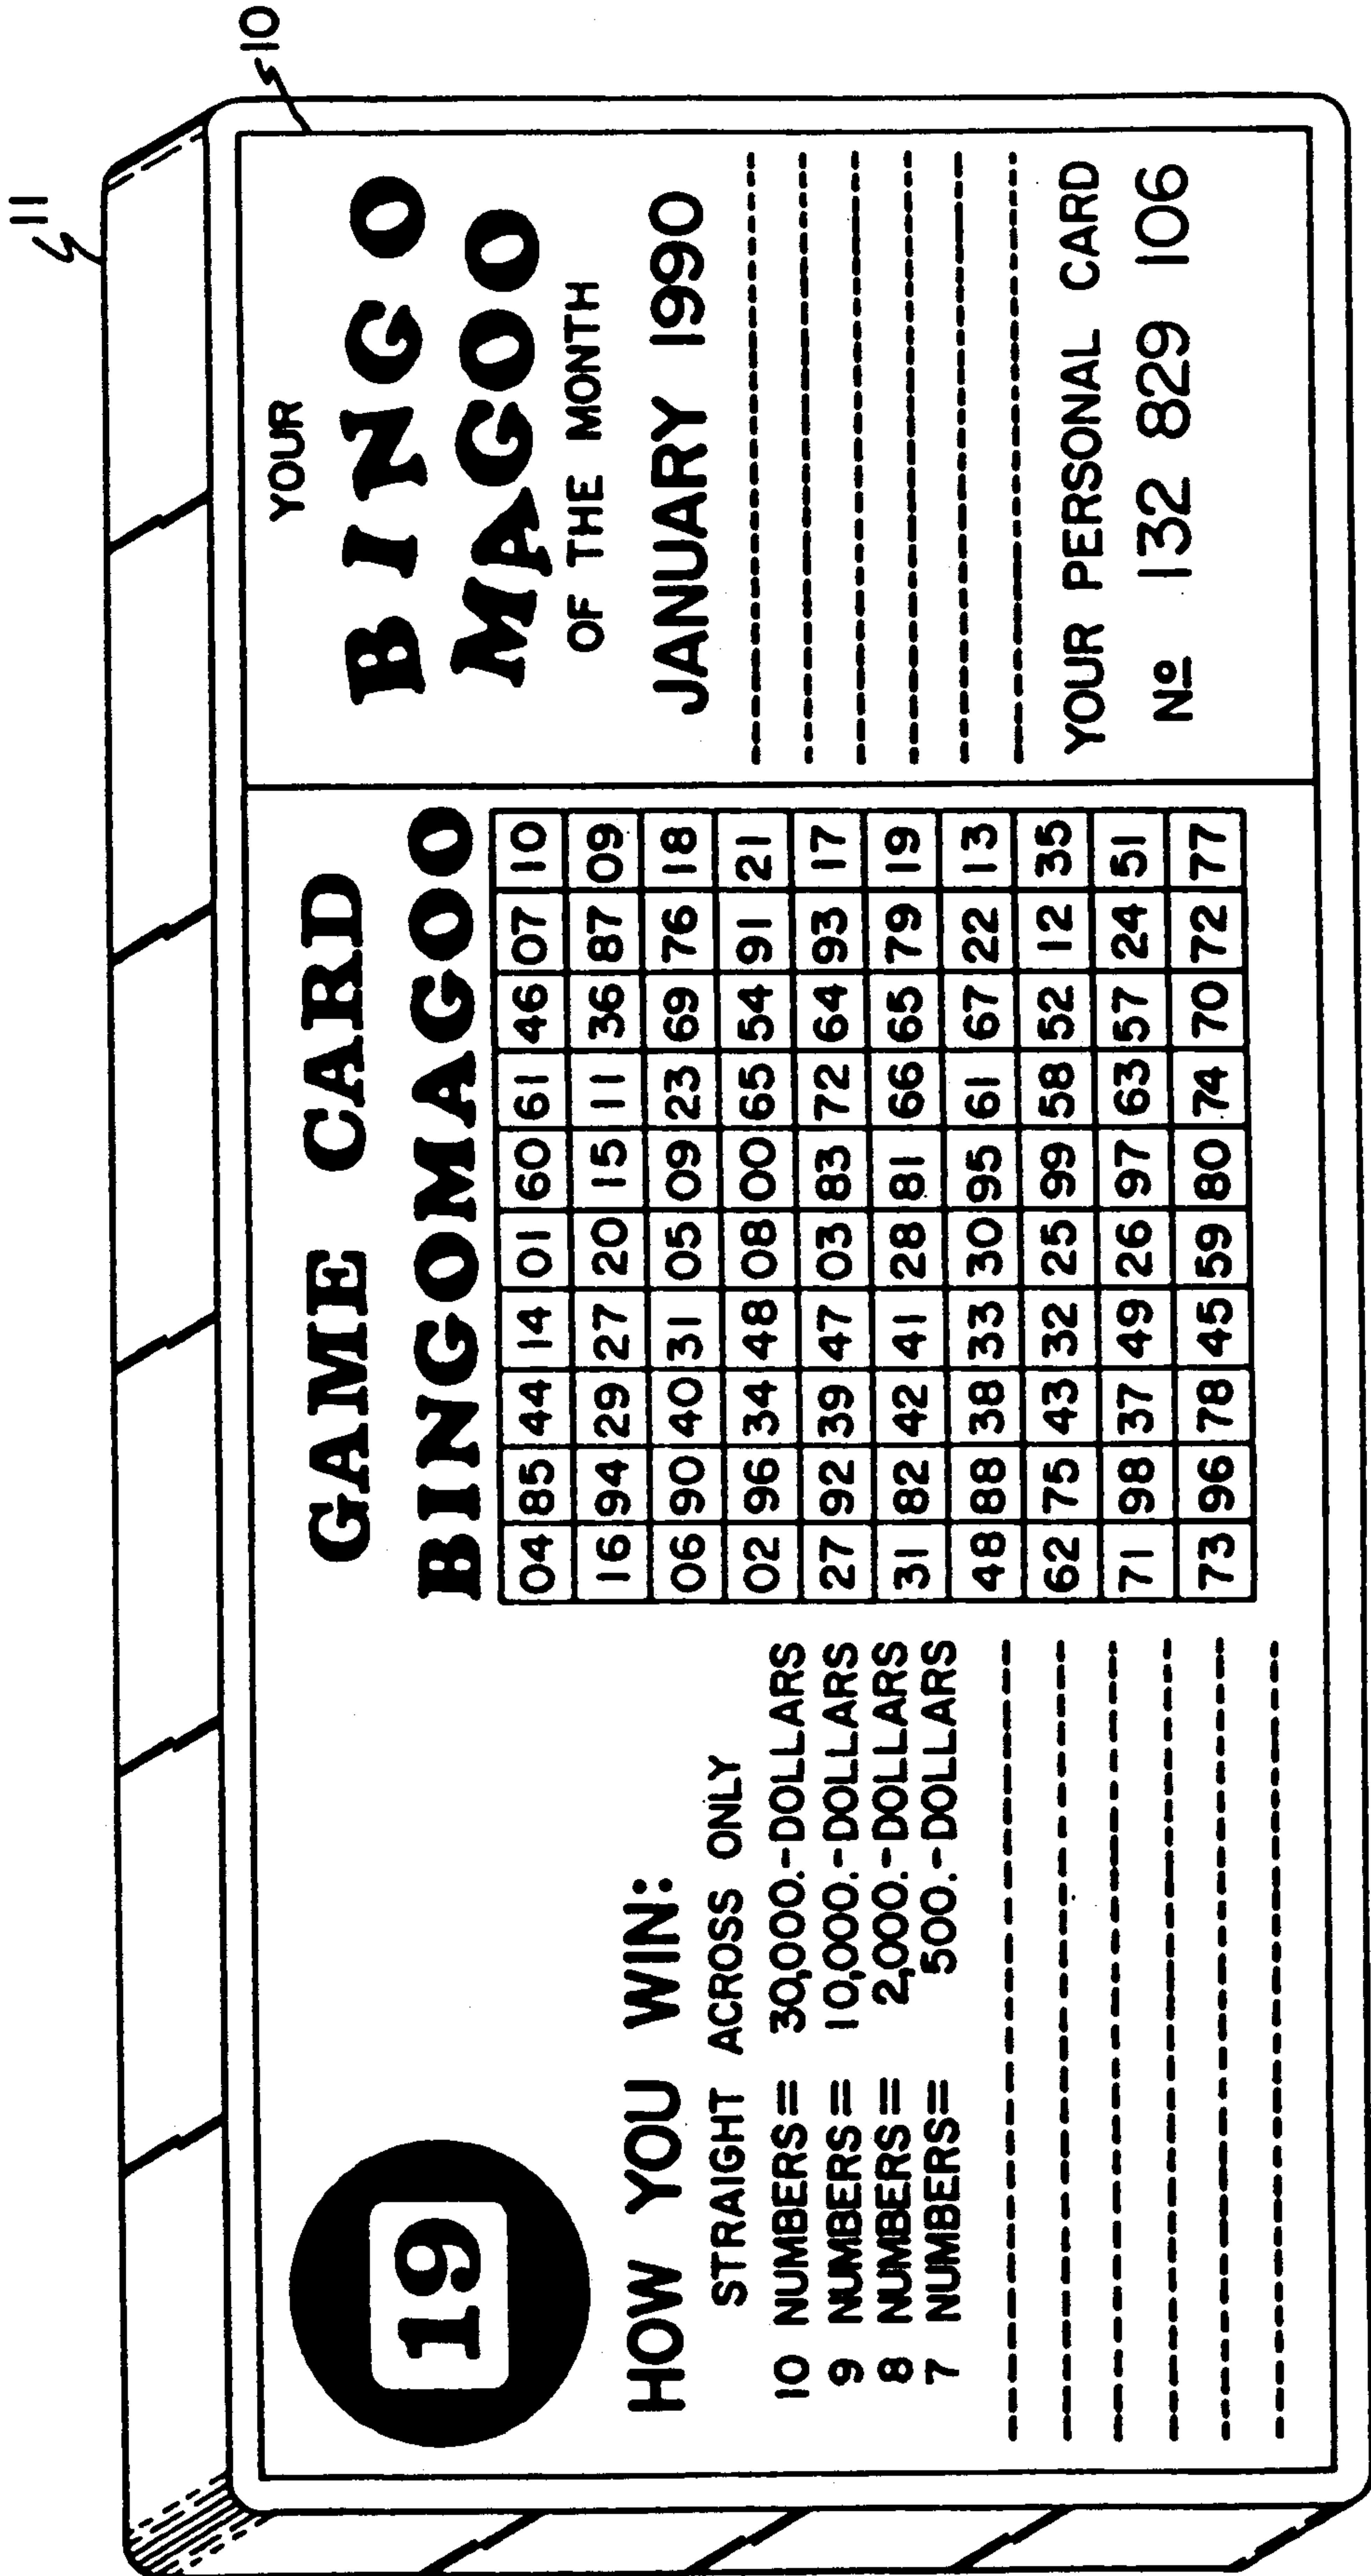 11
10
19
HOW YOU WIN:
STRAIGHT ACROSS ONLY
10 NUMBERS= 30,000.-DOLLARS
9 NUMBERS= 10,000.-DOLLARS
8 NUMBERS= 2,000.-DOLLARS
7 NUMBERS= 500.-DOLLARS
GAME CARD
BINGOMAGOO
04 85 44 14 01 60 61 46 07 10
16 94 29 27 20 15 11 36 87 09
06 90 40 31 05 09 23 69 76 18
02 96 34 48 08 00 65 54 91 21
27 92 39 47 03 83 72 64 93 17
31 82 42 41 28 81 66 65 79 19
48 88 38 33 30 95 61 67 22 13
62 75 43 32 25 99 58 52 12 35
71 98 37 49 26 97 63 57 24 51
73 96 78 45 59 80 74 70 72 77
YOUR
BINGO
MAGOO
OF THE MONTH
JANUARY 1990
YOUR PERSONAL CARD
Nº 132 829 106